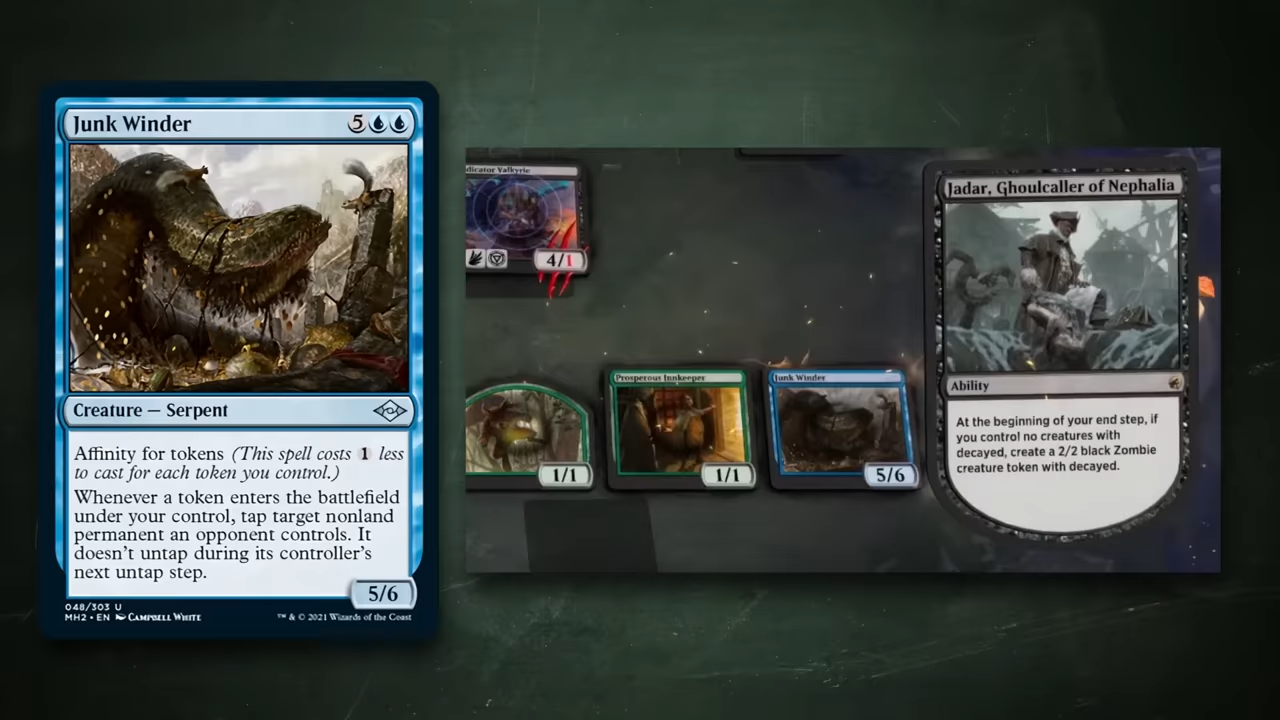 Junk Winder 5
Creature — Serpent
Affinity for tokens (This spell costs 1 less
to cast for each token you control.)
Whenever a token enters the battlefield
under your control, tap target nonland
permanent an opponent controls. It
doesn't untap during its controller's
next untap step.
5/6
048/303 U
MH2 • EN Campbell White
™ & © 2021 Wizards of the Coast
dicator Valkyrie
4/1
1/1
Prosperous Innkeeper
1/1
Junk Winder
5/6
Jadar, Ghoulcaller of Nephalia
Ability
At the beginning of your end step, if
you control no creatures with
decayed, create a 2/2 black Zombie
creature token with decayed.